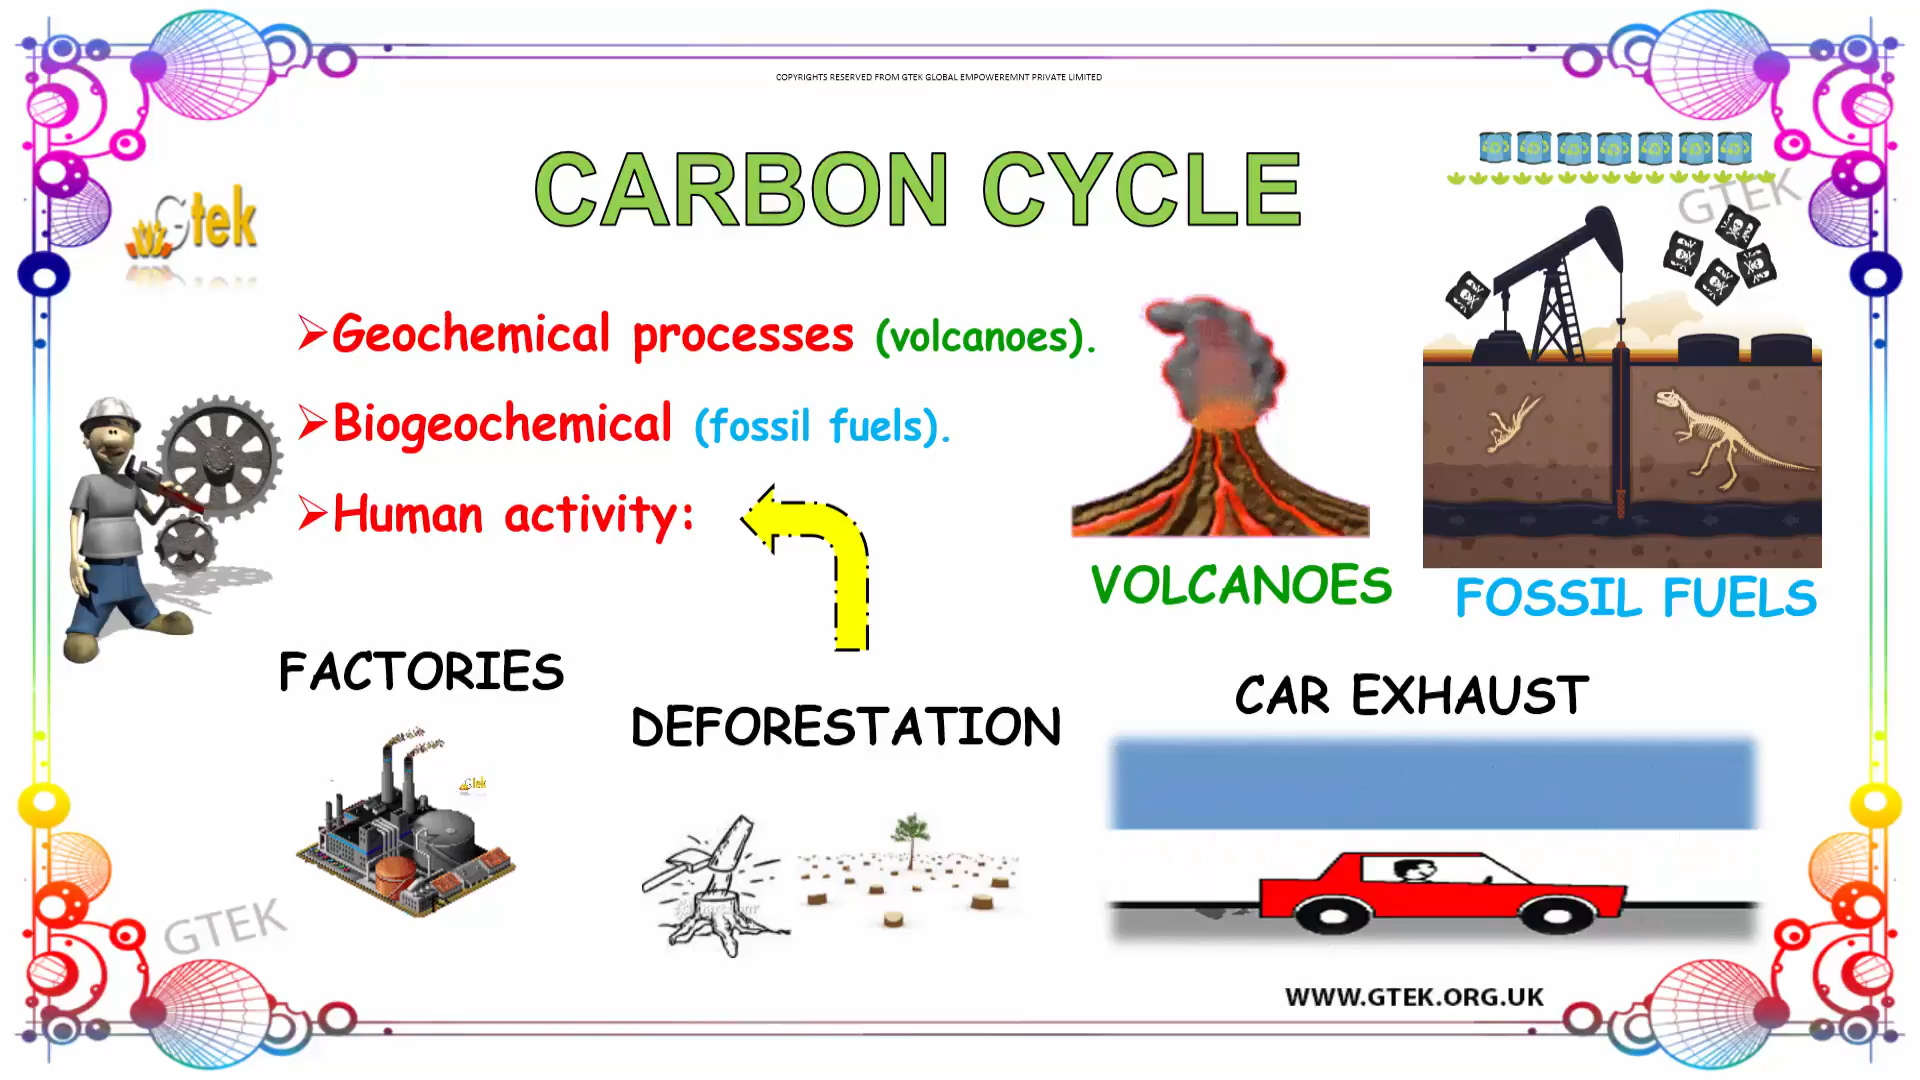 COPYRIGHTS RESERVED FROM GTEK GLOBAL EMPOWEREMNT PRIVATE LIMITED
CARBON CYCLE
GTEK
Gtek
➢Geochemical processes (volcanoes).
➢Biogeochemical (fossil fuels).
➢Human activity:
VOLCANOES
FOSSIL FUELS
FACTORIES
DEFORESTATION
CAR EXHAUST
Gtek
GTEK
WWW.GTEK.ORG.UK